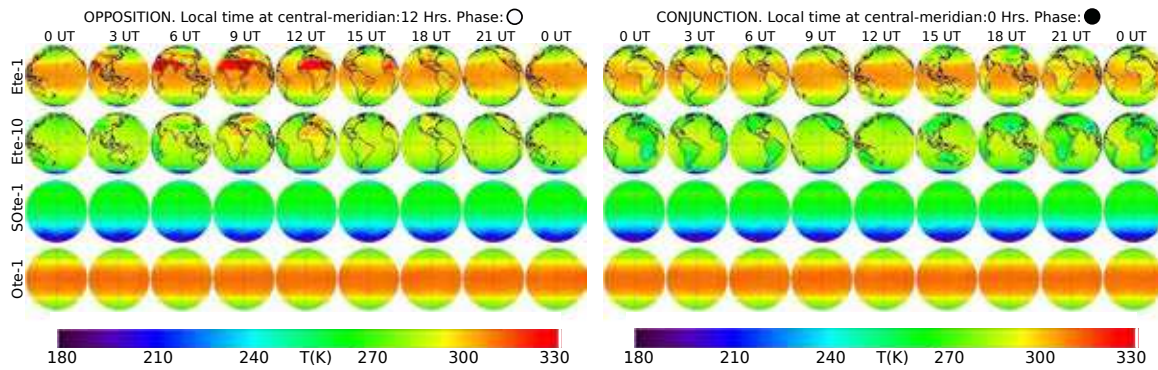 OPPOSITION. Local time at central-meridian:12 Hrs. Phase:
0 UT 3 UT 6 UT 9 UT 12 UT 15 UT 18 UT 21 UT 0 UT
Ete-1
Ete-10
SOte-1
Ote-1
180 210 240 T(K) 270 300 330
CONJUNCTION. Local time at central-meridian:0 Hrs. Phase:
0 UT 3 UT 6 UT 9 UT 12 UT 15 UT 18 UT 21 UT 0 UT
180 210 240 T(K) 270 300 330